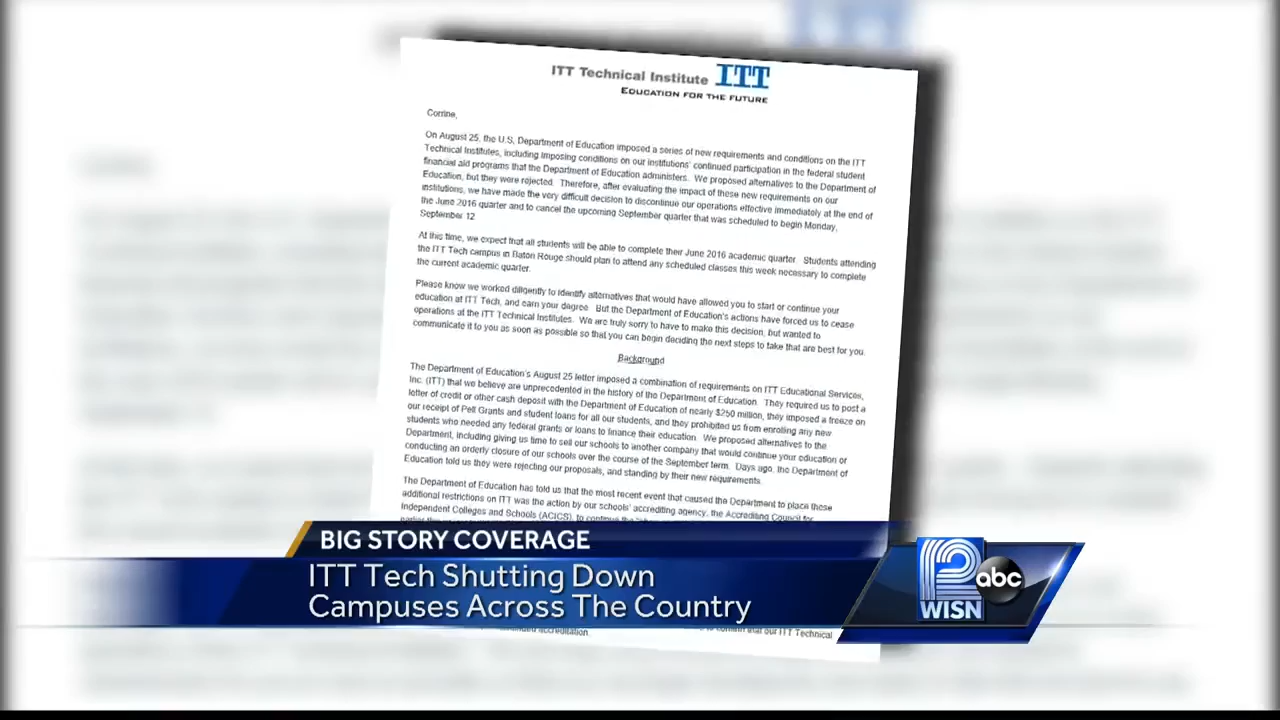 ITT Technical Institute ITT
EDUCATION FOR THE FUTURE
Corrine,
On August 25, the U.S, Department of Education imposed a series of new requirements and conditions on the ITT
Technical Institutes, including imposing conditions on our institutions' continued participation in the federal student
financial aid programs that the Department of Education administers. We proposed alternatives to the Department of
Education, but they were rejected. Therefore, after evaluating the impact of these new requirements on our
institutions, we have made the very difficult decision to discontinue our operations effective immediately at the end of
the June 2016 quarter and to cancel the upcoming September quarter that was scheduled to begin Monday,
September 12
At this time, we expect that all students will be able to complete their June 2016 academic quarter. Students attending
the ITT Tech campus in Baton Rouge should plan to attend any scheduled classes this week necessary to complete
the current academic quarter.
Please know we worked diligently to identify alternatives that would have allowed you to start or continue your
education at ITT Tech, and earn your degree. But the Department of Education's actions have forced us to cease
operations at the ITT Technical Institutes. We are truly sorry to have to make this decision, but wanted to
communicate it to you as soon as possible so that you can begin deciding the next steps to take that are best for you.
Background
The Department of Education's August 25 letter imposed a combination of requirements on ITT Educational Services,
Inc. (ITT) that we believe are unprecedented in the history of the Department of Education. They required us to post a
letter of credit or other cash deposit with the Department of Education of nearly $250 million, they imposed a freeze on
our receipt of Pell Grants and student loans for all our students, and they prohibited us from enrolling any new
students who needed any federal grants or loans to finance their education. We proposed alternatives to the
Department, including giving us time to sell our schools to another company that would continue your education or
conducting an orderly closure of our schools over the course of the September term. Days ago, the Department of
Education told us they were rejecting our proposals, and standing by their new requirements.
The Department of Education has told us that the most recent event that caused the Department to place these
additional restrictions on ITT was the action by our schools' accrediting agency, the Accrediting Council for
Independent Colleges and Schools (ACICS), to continue the
BIG STORY COVERAGE
ITT Tech Shutting Down
Campuses Across The Country
12
WISN
abc
accreditation.
that our ITT Technical